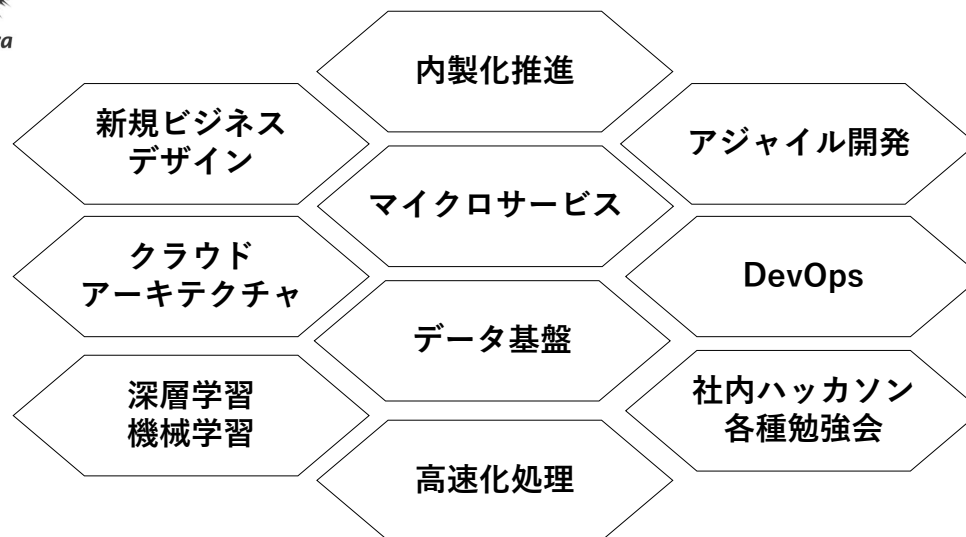 内製化推進
新規ビジネス
デザイン
アジャイル開発
マイクロサービス
クラウド
アーキテクチャ
DevOps
データ基盤
深層学習
機械学習
社内ハッカソン
各種勉強会
高速化処理